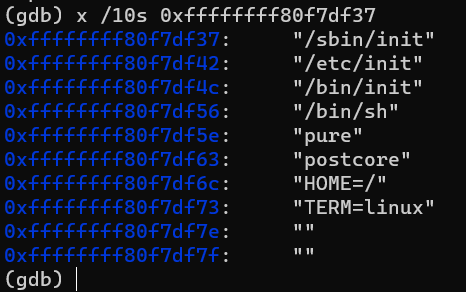 (gdb) x /10s 0xffffffff80f7df37
0xffffffff80f7df37:     "/sbin/init"
0xffffffff80f7df42:     "/etc/init"
0xffffffff80f7df4c:     "/bin/init"
0xffffffff80f7df56:     "/bin/sh"
0xffffffff80f7df5e:     "pure"
0xffffffff80f7df63:     "postcore"
0xffffffff80f7df6c:     "HOME=/"
0xffffffff80f7df73:     "TERM=linux"
0xffffffff80f7df7e:     ""
0xffffffff80f7df7f:     ""
(gdb)